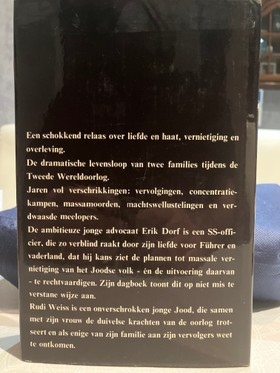 Een schokkend relaas over liefde en haat, vernietiging en
overleving.
De dramatische levensloop van twee families tijdens de
Tweede Wereldoorlog.
Jaren vol verschrikkingen: vervolgingen, concentratie-
kampen, massamoorden, machtswellustelingen en ver-
dwaasde meelopers.
De ambitieuze jonge advocaat Erik Dorf is een SS-offi-
cier, die zo verblind raakt door zijn liefde voor Führer en
vaderland, dat hij kans ziet de plannen tot massale ver-
nietiging van het Joodse volk - én de uitvoering daarvan
- te rechtvaardigen. Zijn dagboek toont dit op niet mis te
verstane wijze aan.
Rudi Weiss is een onverschrokken jonge Jood, die samen
met zijn vrouw de duivelse krachten van de oorlog trot-
seert en als enige van zijn familie aan zijn vervolgers weet
te ontkomen.